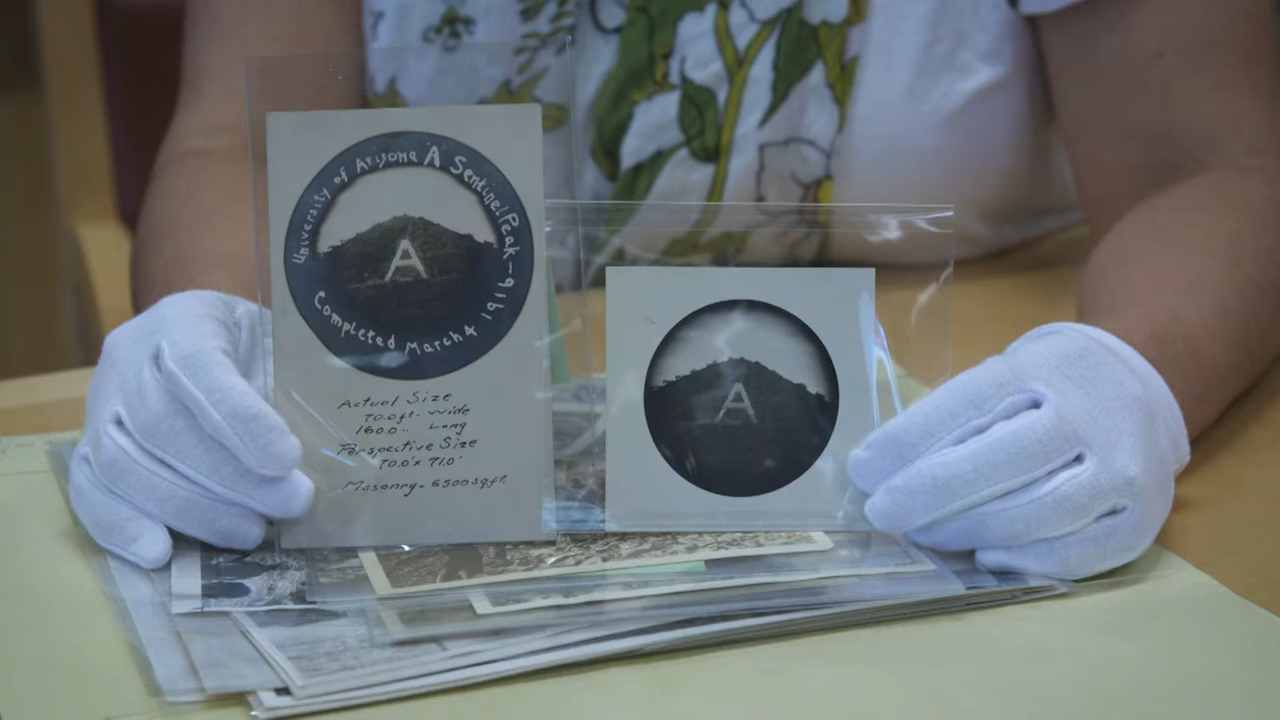 University of Arizona A Sentinel Peak - 1916
Completed March 4
A
Actual Size
70.0 ft - wide
160.0 " Long
Perspective Size
70.0' x 71.0'
Masonry = 6500 sq ft.
A